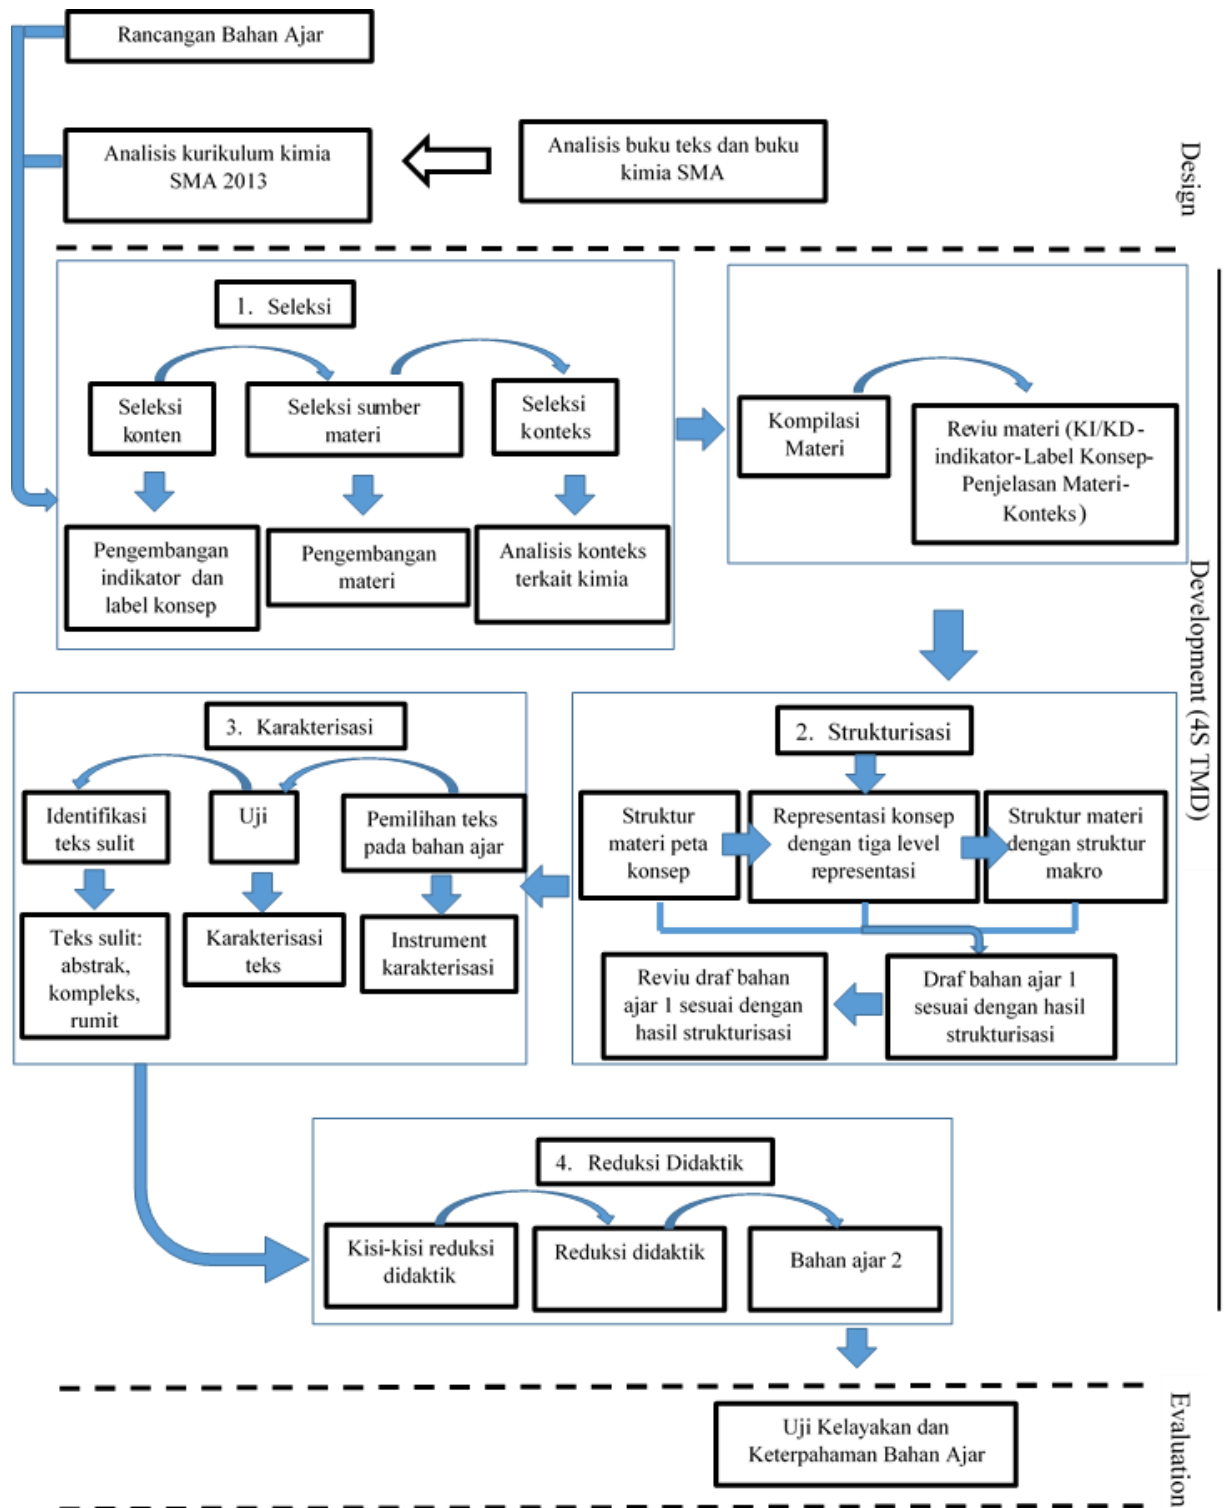 Rancangan Bahan Ajar
Analisis kurikulum kimia
SMA 2013
Analisis buku teks dan buku
kimia SMA
Design
1. Seleksi
Seleksi
konten
Seleksi sumber
materi
Seleksi
konteks
Pengembangan
indikator dan
label konsep
Pengembangan
materi
Analisis konteks
terkait kimia
Kompilasi
Materi
Reviu materi (KI/KD-
indikator-Label Konsep-
Penjelasan Materi-
Konteks)
Development (4S TMD)
2. Strukturisasi
Struktur
materi peta
konsep
Representasi konsep
dengan tiga level
representasi
Struktur materi
dengan struktur
makro
Draf bahan ajar 1
sesuai dengan hasil
strukturisasi
Reviu draf bahan
ajar 1 sesuai dengan
hasil strukturisasi
3. Karakterisasi
Identifikasi
teks sulit
Uji
Pemilihan teks
pada bahan ajar
Teks sulit:
abstrak,
kompleks,
rumit
Karakterisasi
teks
Instrument
karakterisasi
4. Reduksi Didaktik
Kisi-kisi reduksi
didaktik
Reduksi didaktik
Bahan ajar 2
Uji Kelayakan dan
Keterpahaman Bahan Ajar
Evaluation